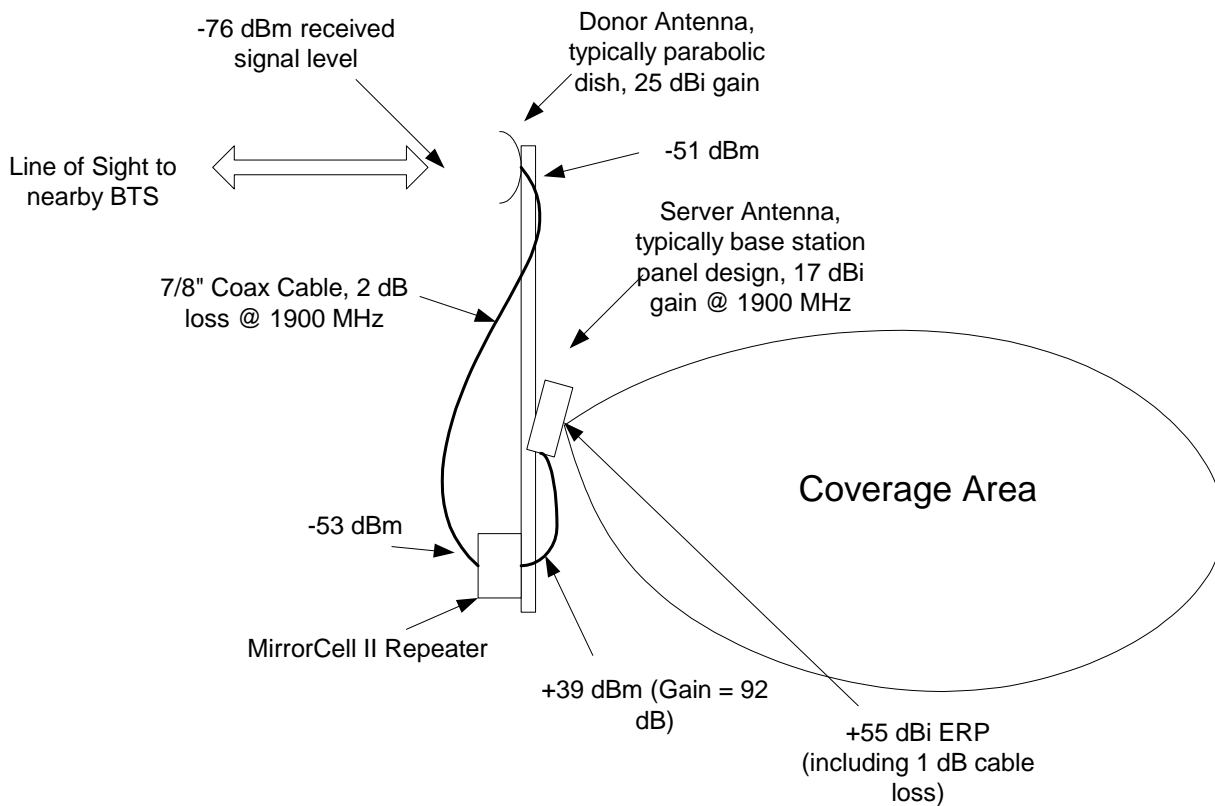 -76 dBm received
signal level
Donor Antenna,
typically parabolic
dish, 25 dBi gain
-51 dBm
Line of Sight to
nearby BTS
Server Antenna,
typically base station
panel design, 17 dBi
gain @ 1900 MHz
7/8" Coax Cable, 2 dB
loss @ 1900 MHz
Coverage Area
-53 dBm
MirrorCell II Repeater
+39 dBm (Gain = 92
dB)
+55 dBi ERP
(including 1 dB cable
loss)